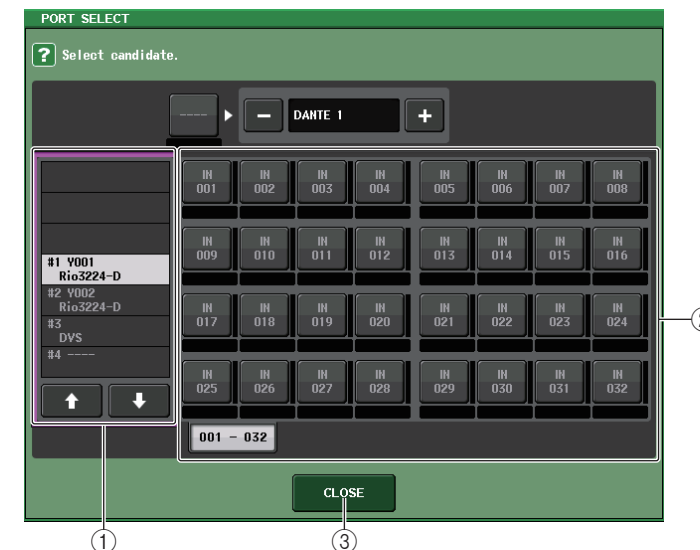 PORT SELECT
? Select candidate.
---- − DANTE 1 +
IN 001 IN 002 IN 003 IN 004 IN 005 IN 006 IN 007 IN 008
IN 009 IN 010 IN 011 IN 012 IN 013 IN 014 IN 015 IN 016
#1 Y001
Rio3224-D
#2 Y002
Rio3224-D
#3
DVS
#4 ----
IN 017 IN 018 IN 019 IN 020 IN 021 IN 022 IN 023 IN 024
IN 025 IN 026 IN 027 IN 028 IN 029 IN 030 IN 031 IN 032
001 - 032
CLOSE
① ③